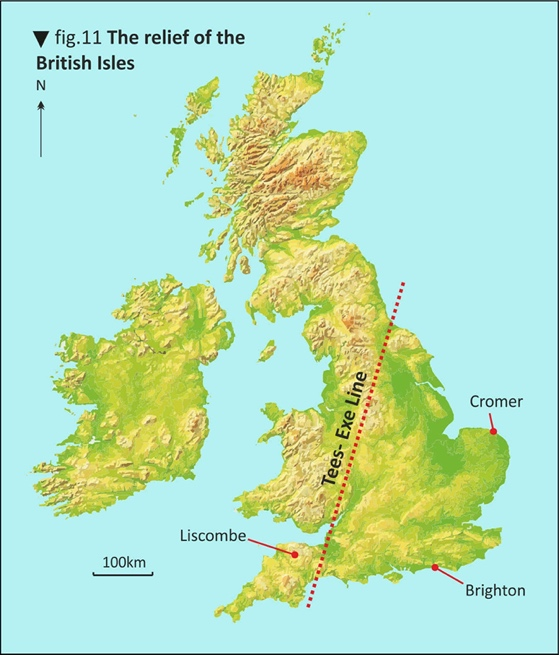 ▼ fig.11 The relief of the
British Isles
N
Tees- Exe Line
Cromer
Liscombe
100km
Brighton